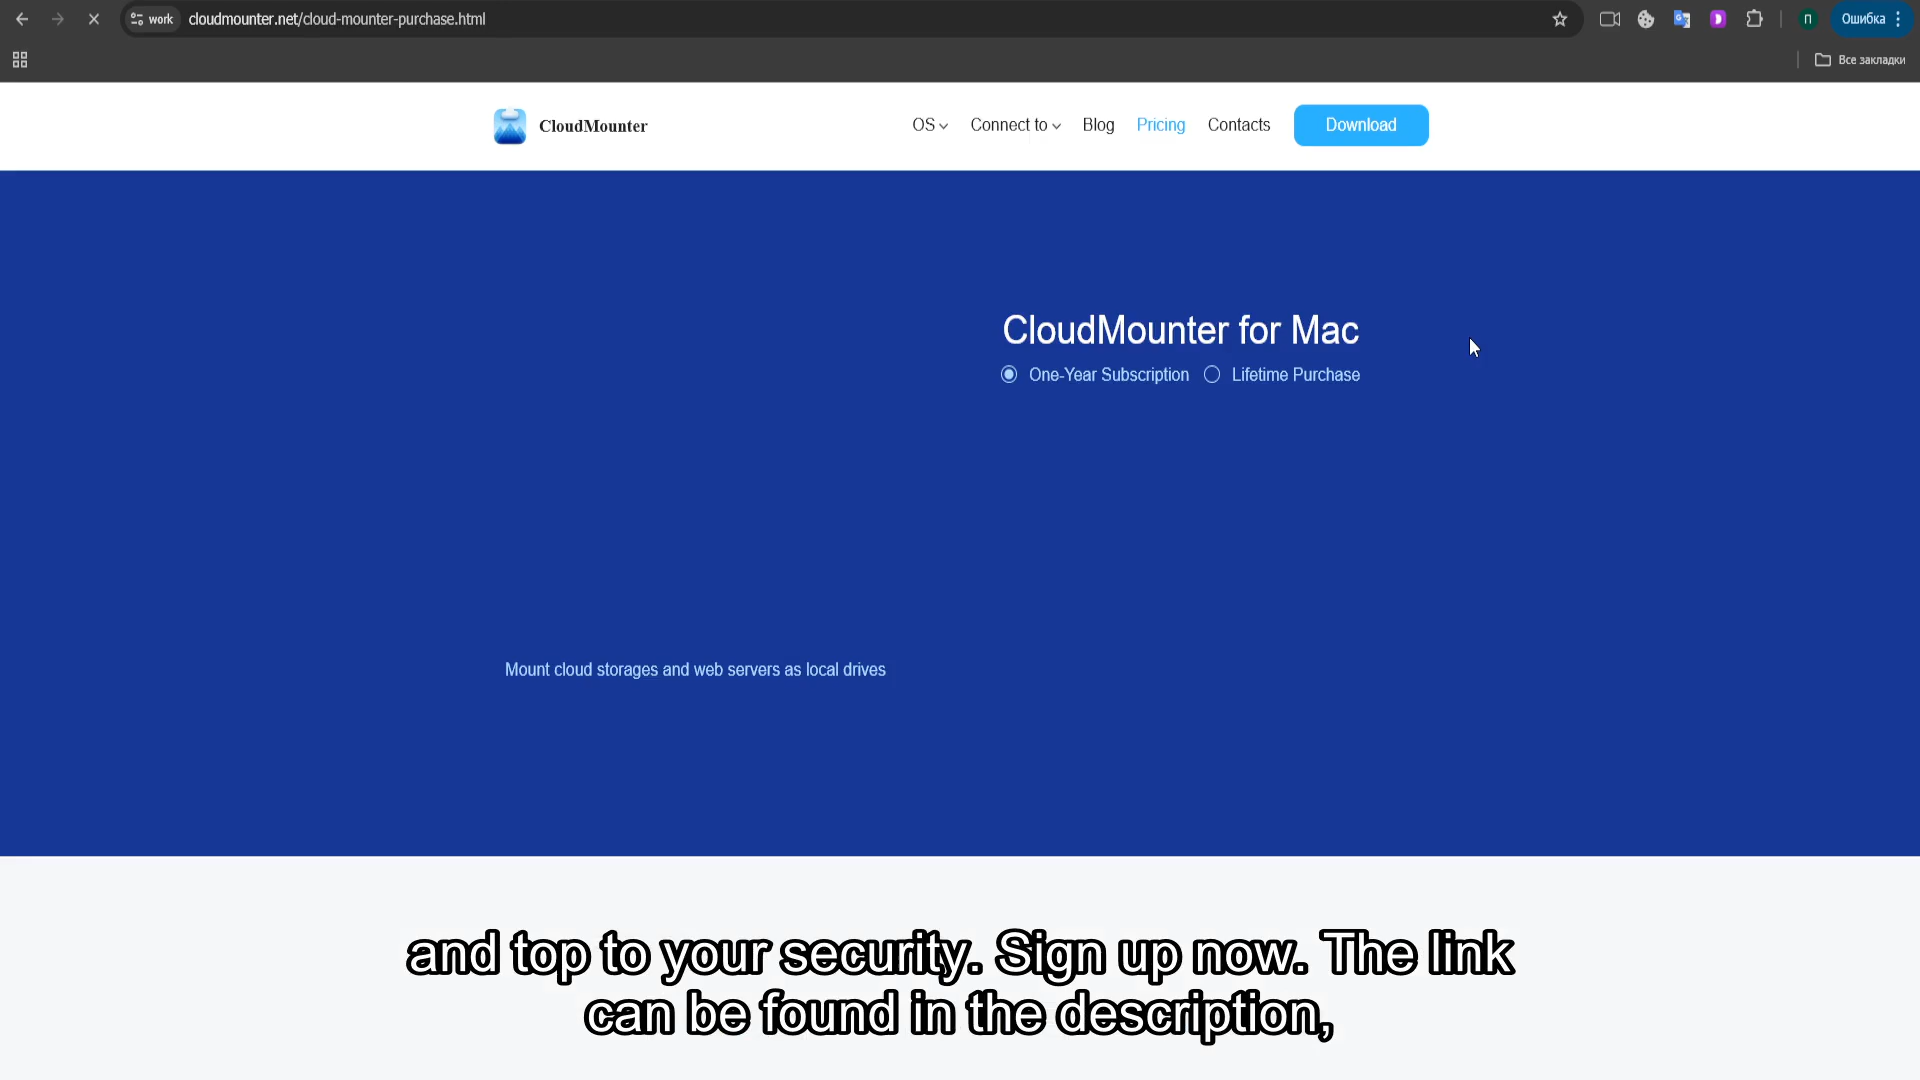 work cloudmounter.net/cloud-mounter-purchase.html
П Ошибка
Все закладки
CloudMounter
OS Connect to Blog Pricing Contacts Download
CloudMounter for Mac
One-Year Subscription Lifetime Purchase
Mount cloud storages and web servers as local drives
and top to your security. Sign up now. The link
can be found in the description,